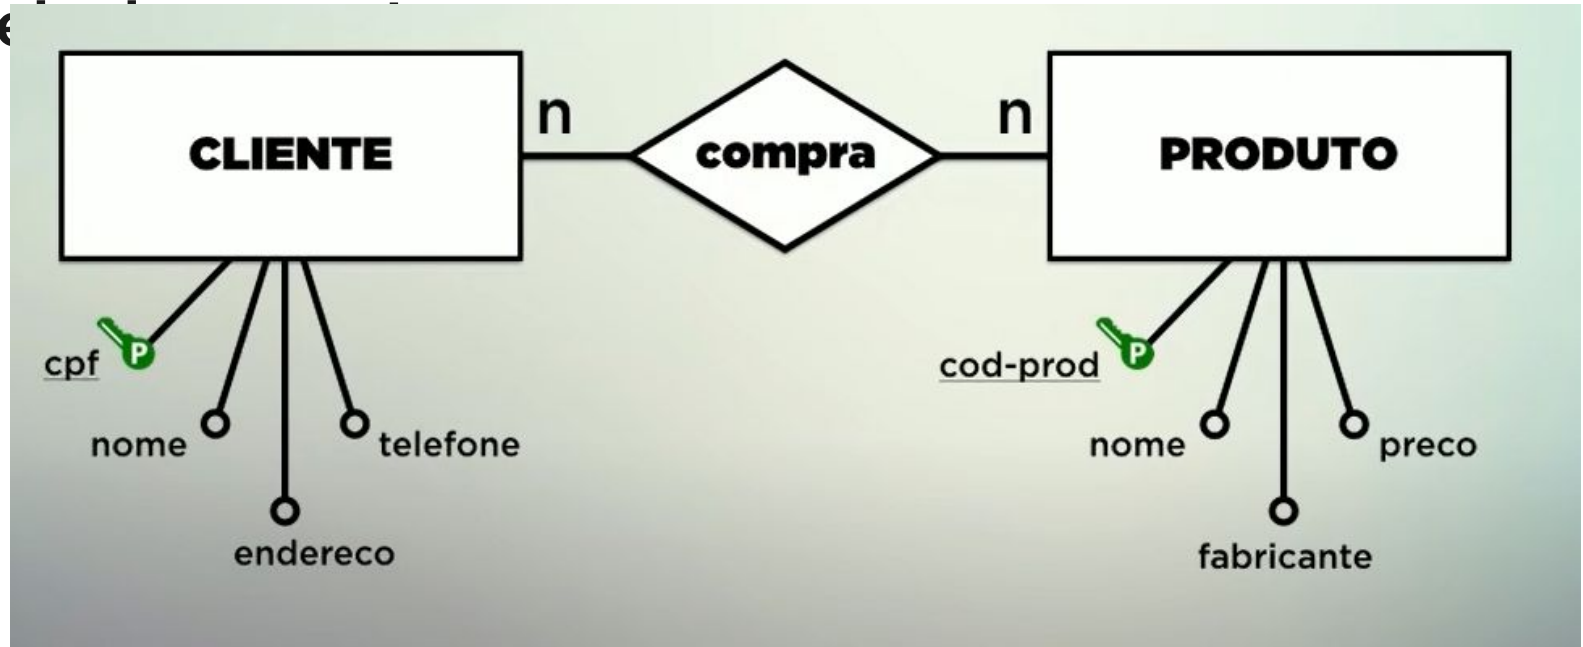 CLIENTE
n
compra
n
PRODUTO
cpf
P
nome
telefone
endereco
cod-prod
P
nome
preco
fabricante